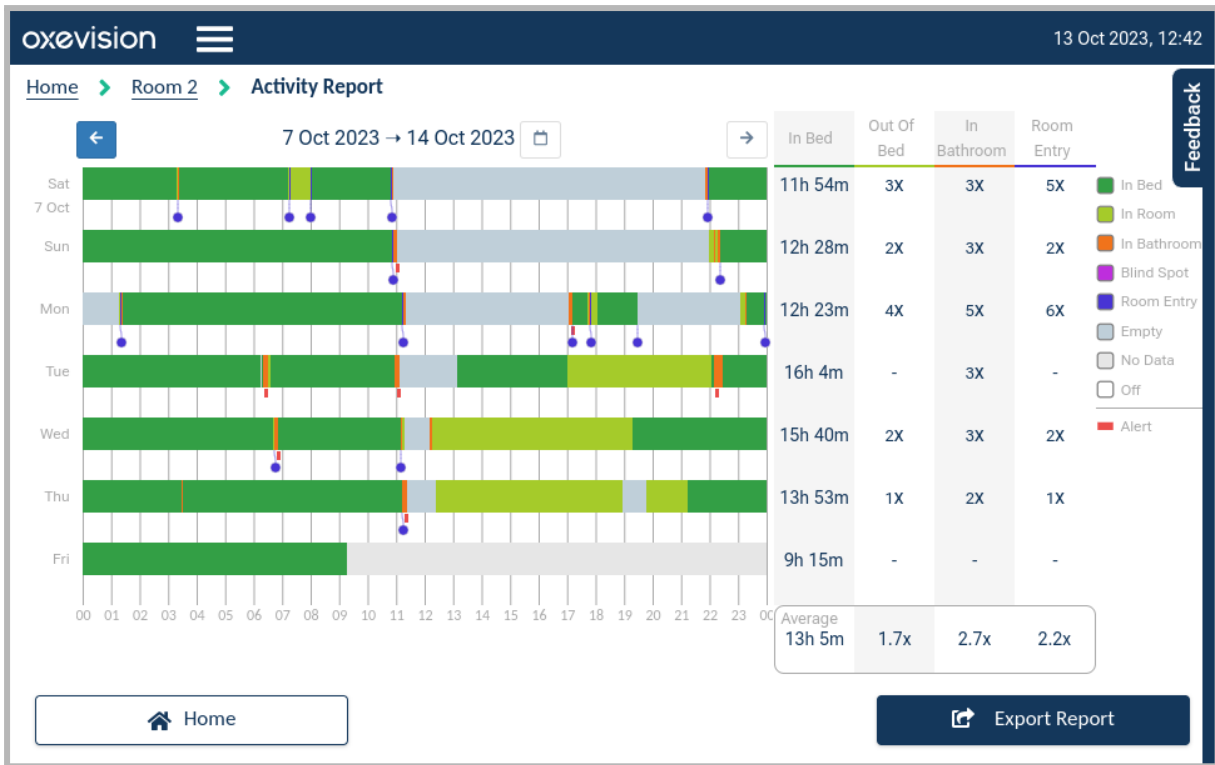 oxevision
13 Oct 2023, 12:42
Home > Room 2 > Activity Report
Feedback
7 Oct 2023 → 14 Oct 2023
In Bed
Out Of Bed
In Bathroom
Room Entry
Sat 7 Oct
11h 54m 3X 3X 5X
Sun
12h 28m 2X 3X 2X
Mon
12h 23m 4X 5X 6X
Tue
16h 4m - 3X -
Wed
15h 40m 2X 3X 2X
Thu
13h 53m 1X 2X 1X
Fri
9h 15m - - -
00 01 02 03 04 05 06 07 08 09 10 11 12 13 14 15 16 17 18 19 20 21 22 23 00
Average
13h 5m 1.7x 2.7x 2.2x
In Bed
In Room
In Bathroom
Blind Spot
Room Entry
Empty
No Data
Off
Alert
Home
Export Report